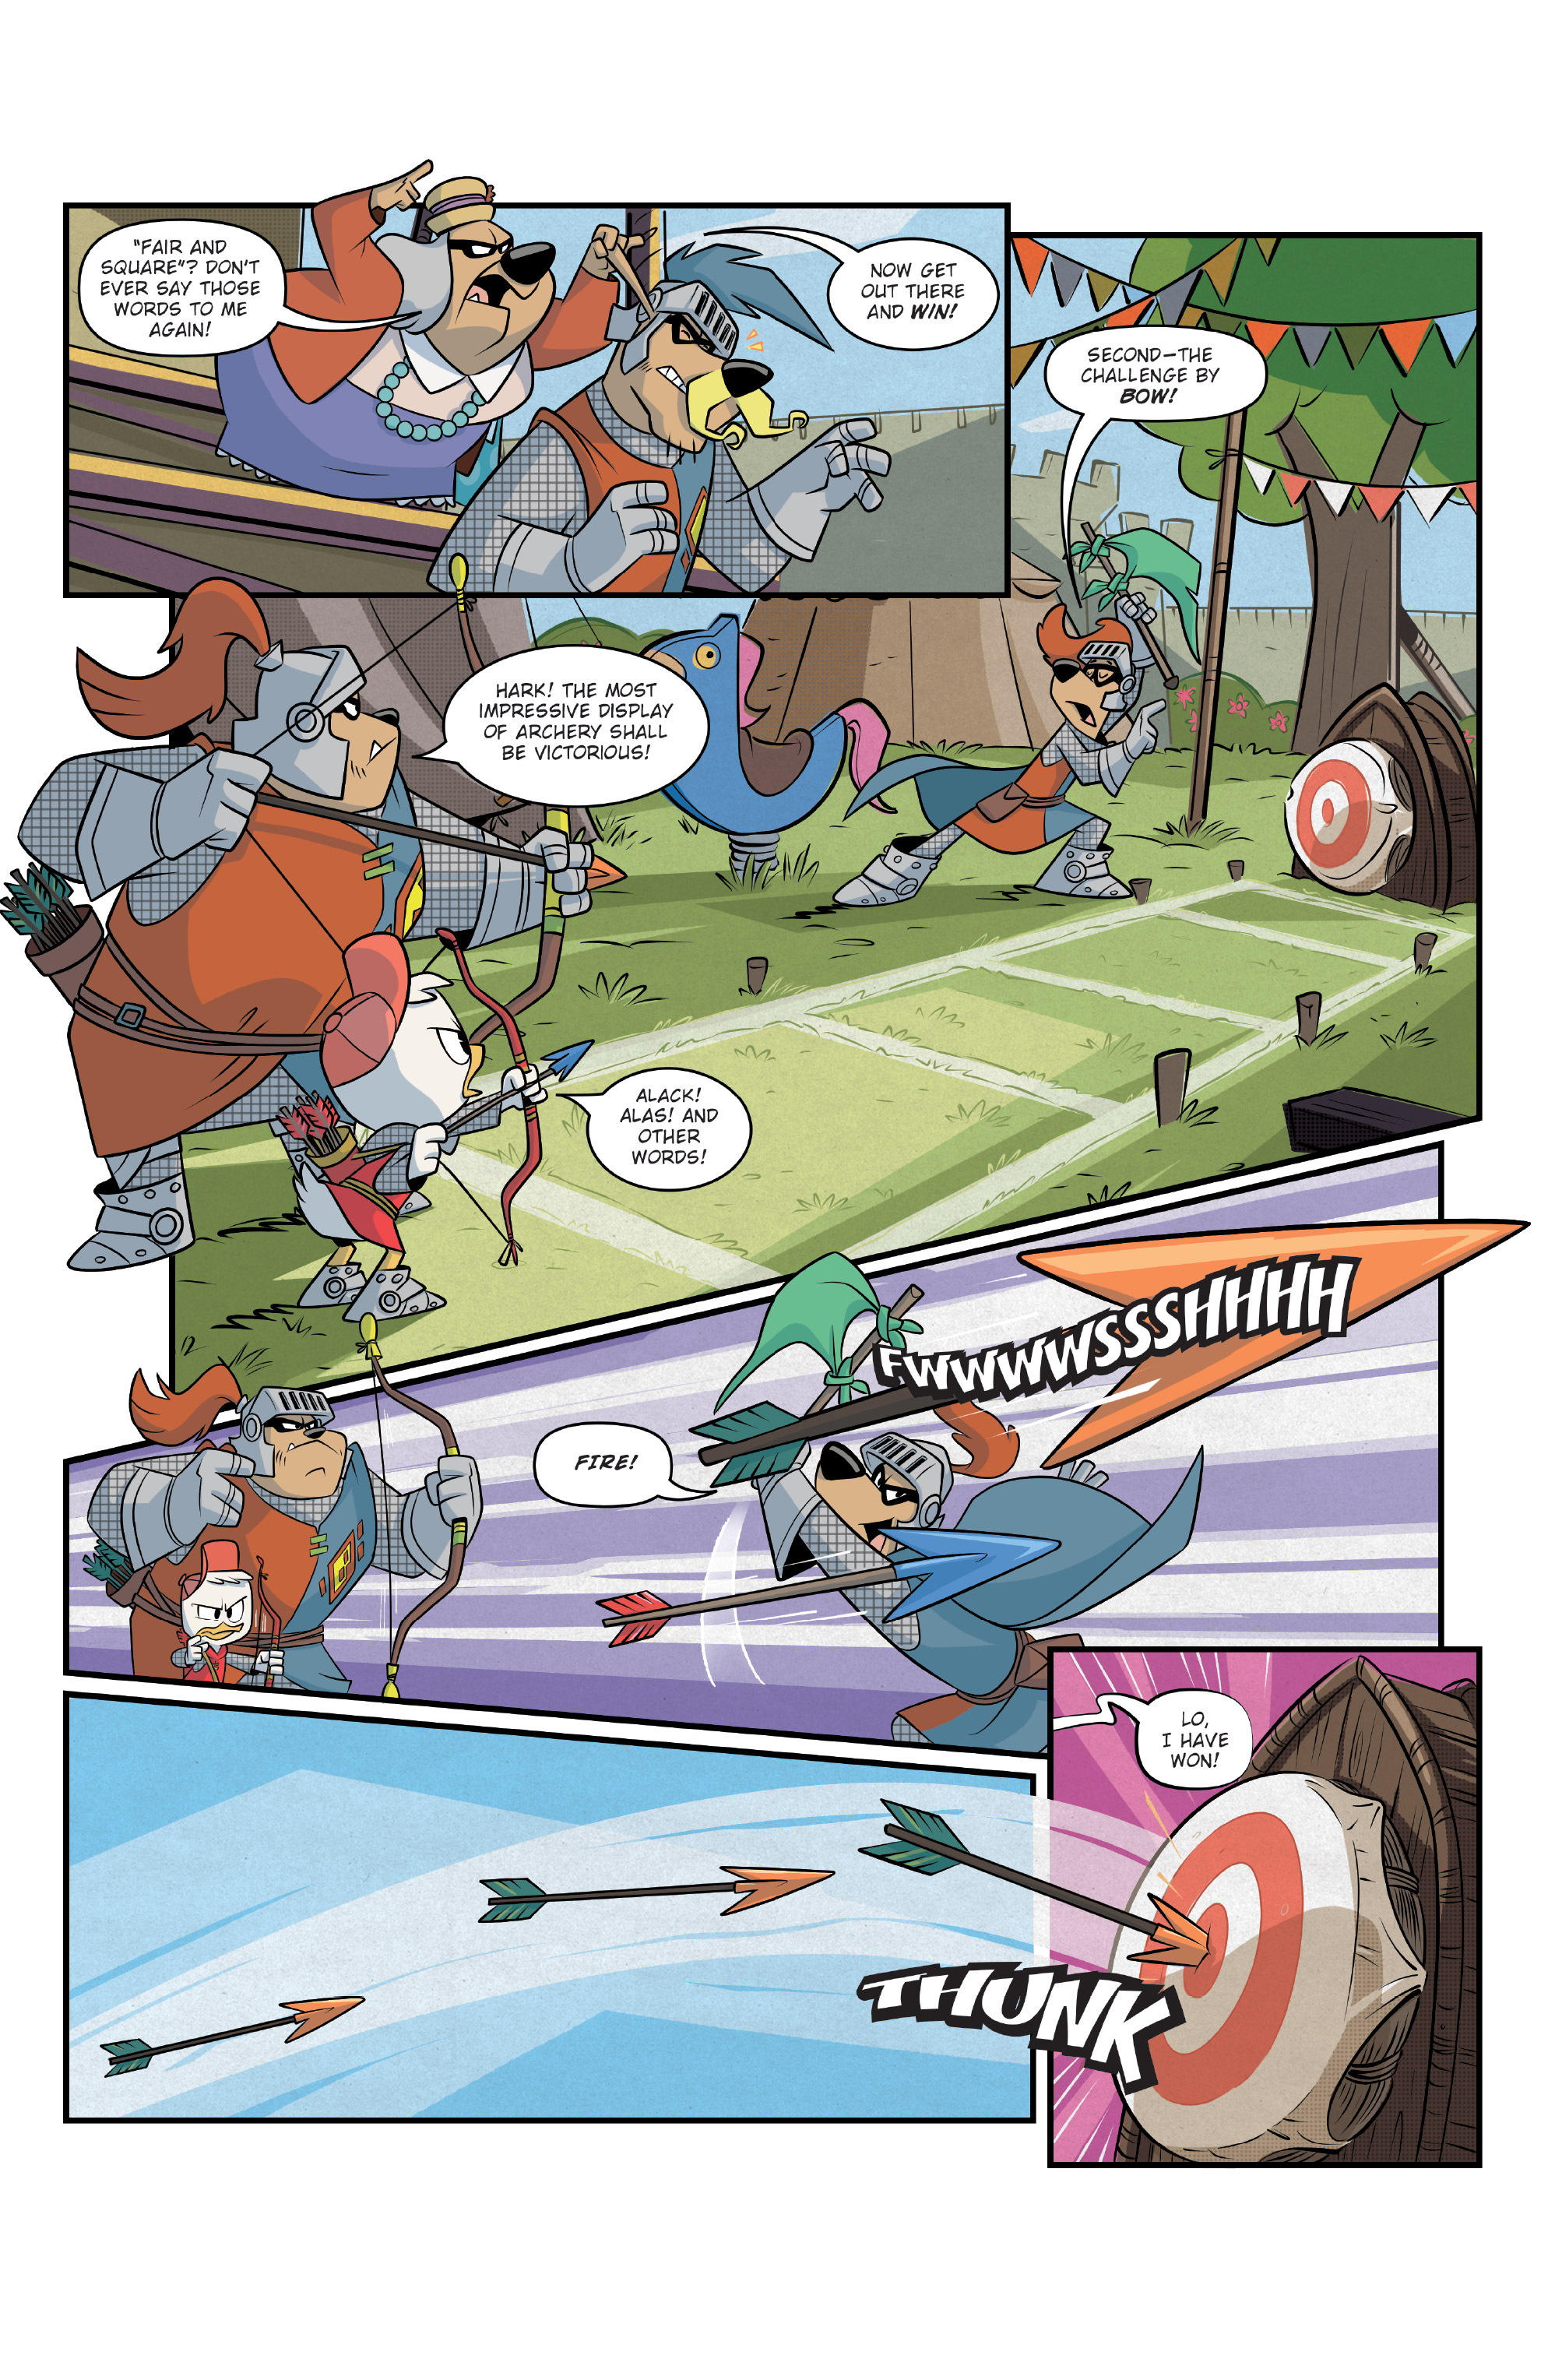 "FAIR AND
SQUARE"? DON'T
EVER SAY THOSE
WORDS TO ME
AGAIN!
NOW GET
OUT THERE
AND WIN!
SECOND—THE
CHALLENGE BY
BOW!
HARK! THE MOST
IMPRESSIVE DISPLAY
OF ARCHERY SHALL
BE VICTORIOUS!
ALACK!
ALAS! AND
OTHER
WORDS!
FIRE!
FWWWWSSSHHHH
LO,
I HAVE
WON!
THUNK